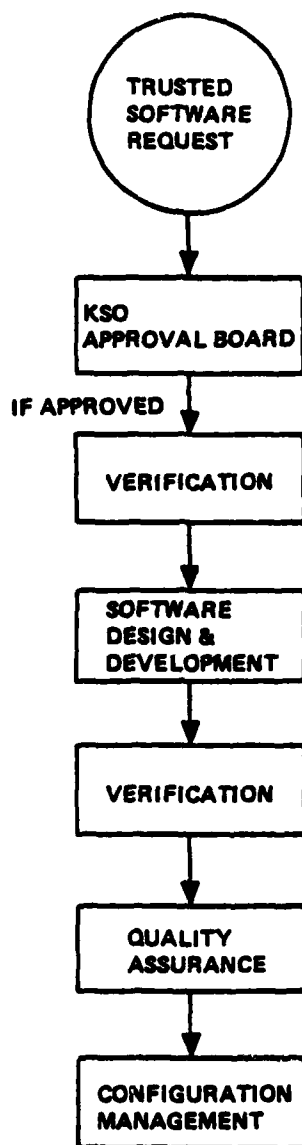 TRUSTED
SOFTWARE
REQUEST
KSO
APPROVAL BOARD
IF APPROVED
VERIFICATION
SOFTWARE
DESIGN &
DEVELOPMENT
VERIFICATION
QUALITY
ASSURANCE
CONFIGURATION
MANAGEMENT